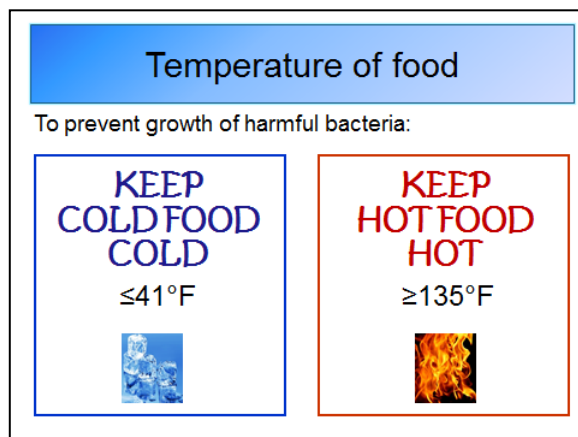 Temperature of food
To prevent growth of harmful bacteria:
KEEP
COLD FOOD
COLD
≤41°F
KEEP
HOT FOOD
HOT
≥135°F